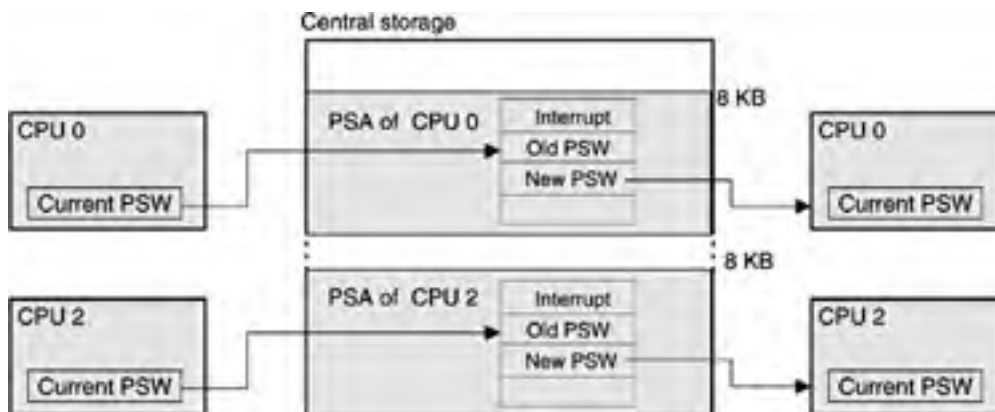 Central storage
8 KB
CPU 0
PSA of CPU 0
Interrupt
CPU 0
Old PSW
New PSW
Current PSW
Current PSW
8 KB
CPU 2
PSA of CPU 2
Interrupt
CPU 2
Old PSW
New PSW
Current PSW
Current PSW